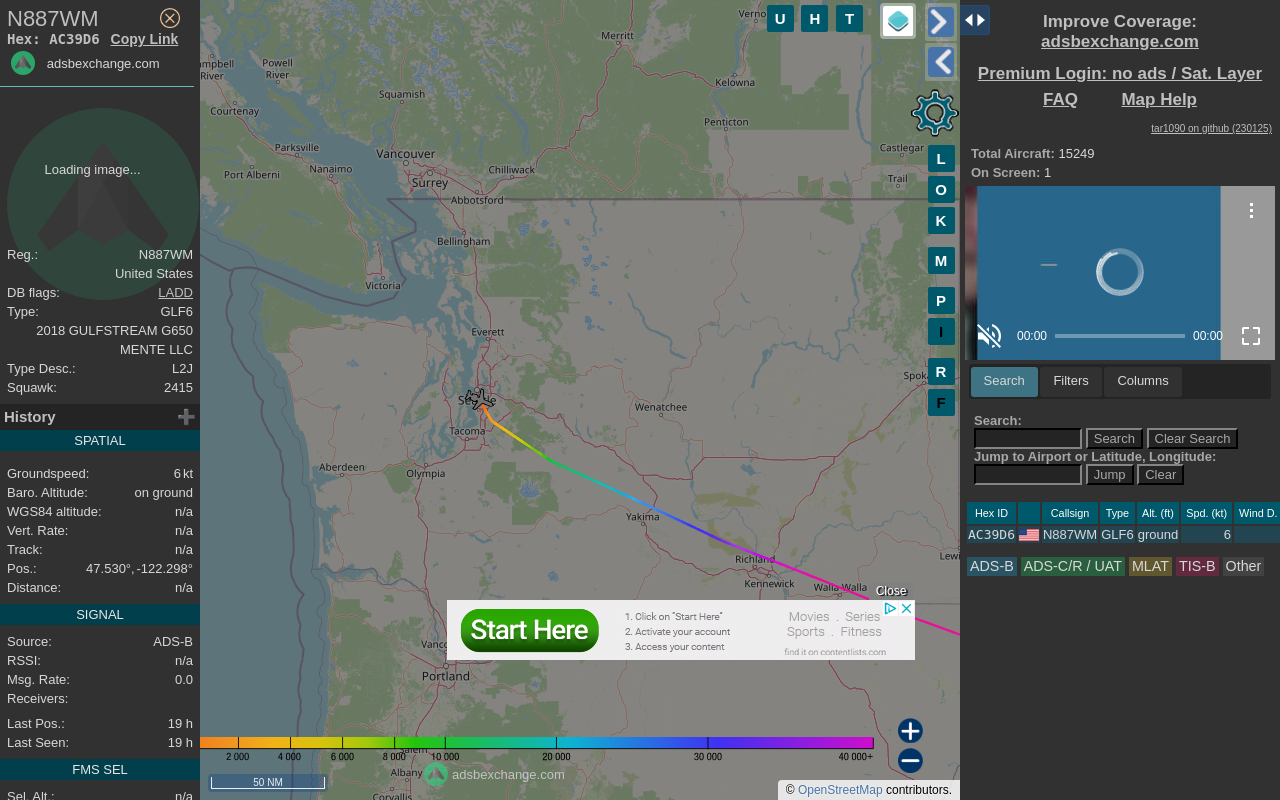 N887WM
Hex: AC39D6 Copy Link
adsbexchange.com
Loading image...
Reg.: N887WM
United States
DB flags: LADD
Type: GLF6
2018 GULFSTREAM G650
MENTE LLC
Type Desc.: L2J
Squawk: 2415
History
SPATIAL
Groundspeed: 6 kt
Baro. Altitude: on ground
WGS84 altitude: n/a
Vert. Rate: n/a
Track: n/a
Pos.: 47.530°, -122.298°
Distance: n/a
SIGNAL
Source: ADS-B
RSSI: n/a
Msg. Rate: 0.0
Receivers:
Last Pos.: 19 h
Last Seen: 19 h
FMS SEL
Sel. Alt.: n/a
U H T
Merritt
Powell
River
River
Squamish
Kelowna
Courtenay
Penticton
Parksville
Vancouver
Castlegar
Port Alberni
Nanaimo
Surrey
Chilliwack
Trail
Abbotsford
Bellingham
Victoria
Everett
Tacoma
Wenatchee
Aberdeen
Olympia
Yakima
Richland
Kennewick
Walla Walla
Portland
Albany
Corvallis
L
O
K
M
P
I
R
F
Close
Start Here
1. Click on "Start Here"
2. Activate your account
3. Access your content
Movies . Series
Sports . Fitness
find it on contentlists.com
2 000 4 000 6 000 8 000 10 000 20 000 30 000 40 000+
adsbexchange.com
50 NM
© OpenStreetMap contributors.
Improve Coverage:
adsbexchange.com
Premium Login: no ads / Sat. Layer
FAQ Map Help
tar1090 on github (230125)
Total Aircraft: 15249
On Screen: 1
00:00 00:00
Search Filters Columns
Search:
Search Clear Search
Jump to Airport or Latitude, Longitude:
Jump Clear
Hex ID Callsign Type Alt. (ft) Spd. (kt) Wind D.
AC39D6 N887WM GLF6 ground 6
ADS-B ADS-C/R / UAT MLAT TIS-B Other